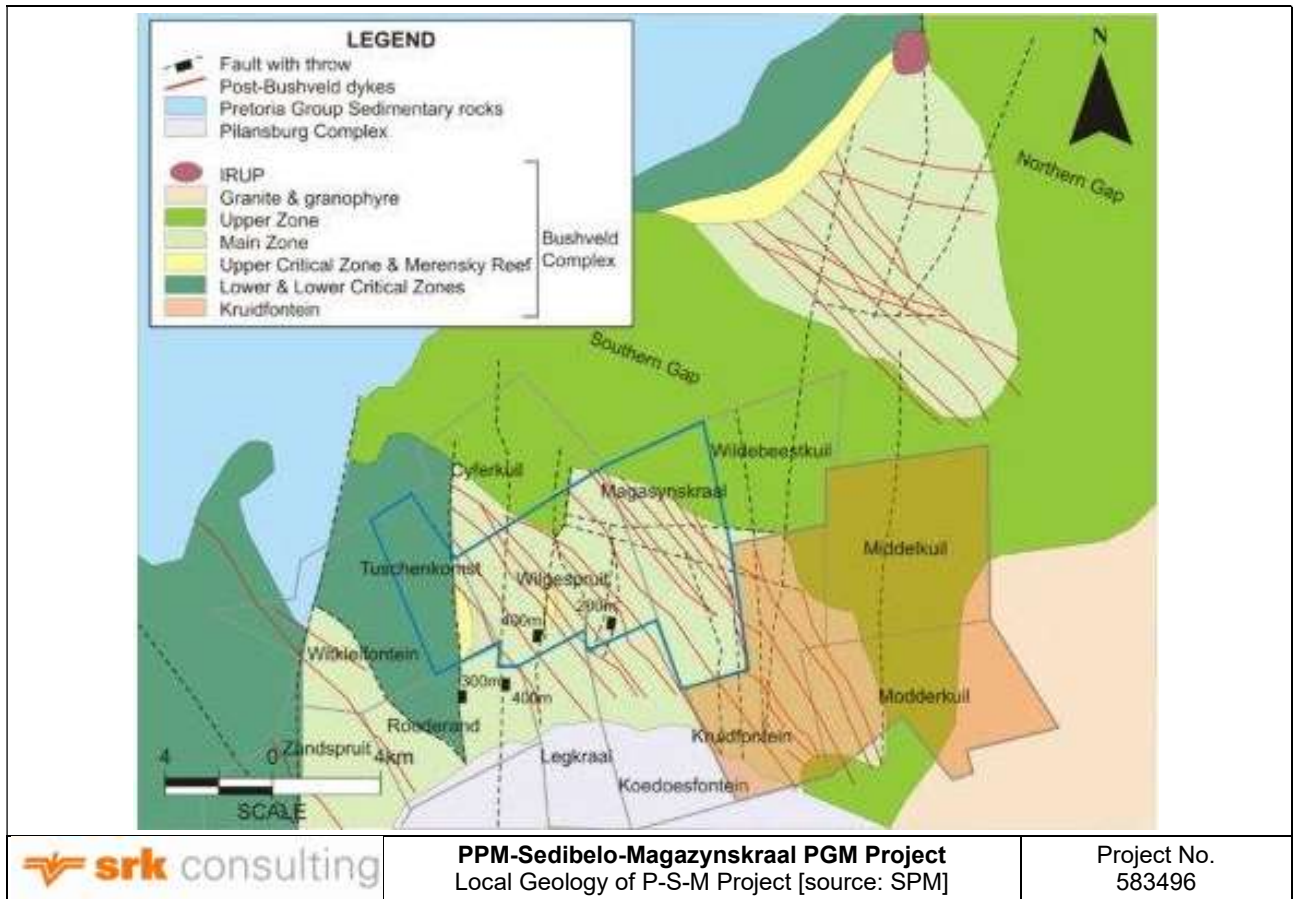 LEGEND
Fault with throw
Post-Bushveld dykes
Pretoria Group Sedimentary rocks
Pilansburg Complex
IRUP
Granite & granophyre
Upper Zone
Main Zone
Upper Critical Zone & Merensky Reef
Lower & Lower Critical Zones
Kruidfontein
Bushveld
Complex
N
Northern Gap
Southern Gap
Wildebeestkuil
Cyferkuil
Magasynskraal
Middelkuil
Tuschenkomst
Wilgespruit
200m
400m
Witkleifontein
300m
400m
Modderkuil
Rooderand
Kruidfontein
Zandspruit
Legkraal
Koedoesfontein
4 0 4km
SCALE
srk consulting
PPM-Sedibelo-Magazynskraal PGM Project
Local Geology of P-S-M Project [source: SPM]
Project No.
583496